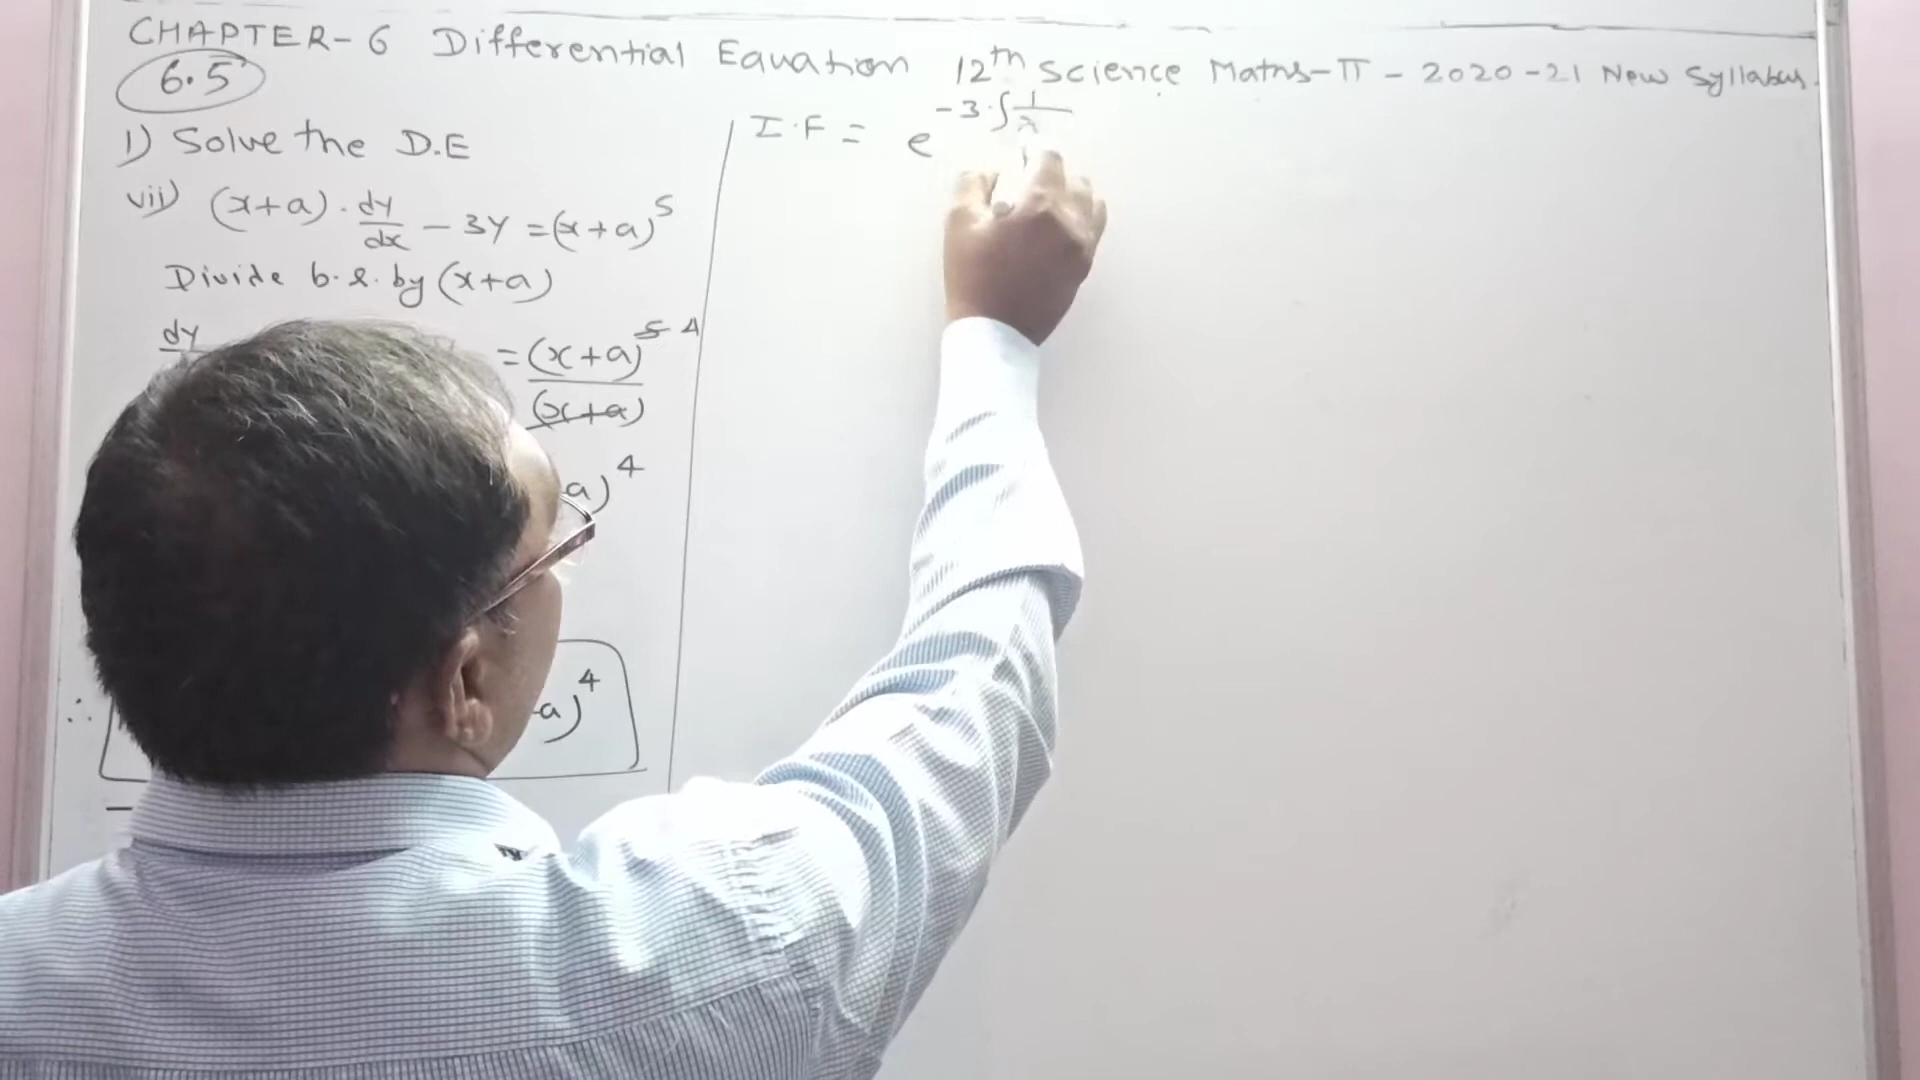 CHAPTER-6 Differential Equation 12th Science Maths-II - 2020-21 New Syllabus.
6.5
1) Solve the D.E
vii) (x+a) · dy/dx - 3y = (x+a)^5
Divide b.s. by (x+a)
dy = (x+a)^5 4
(x+a)
a)^4
∴ a)^4
I.F = e^-3·∫1/x